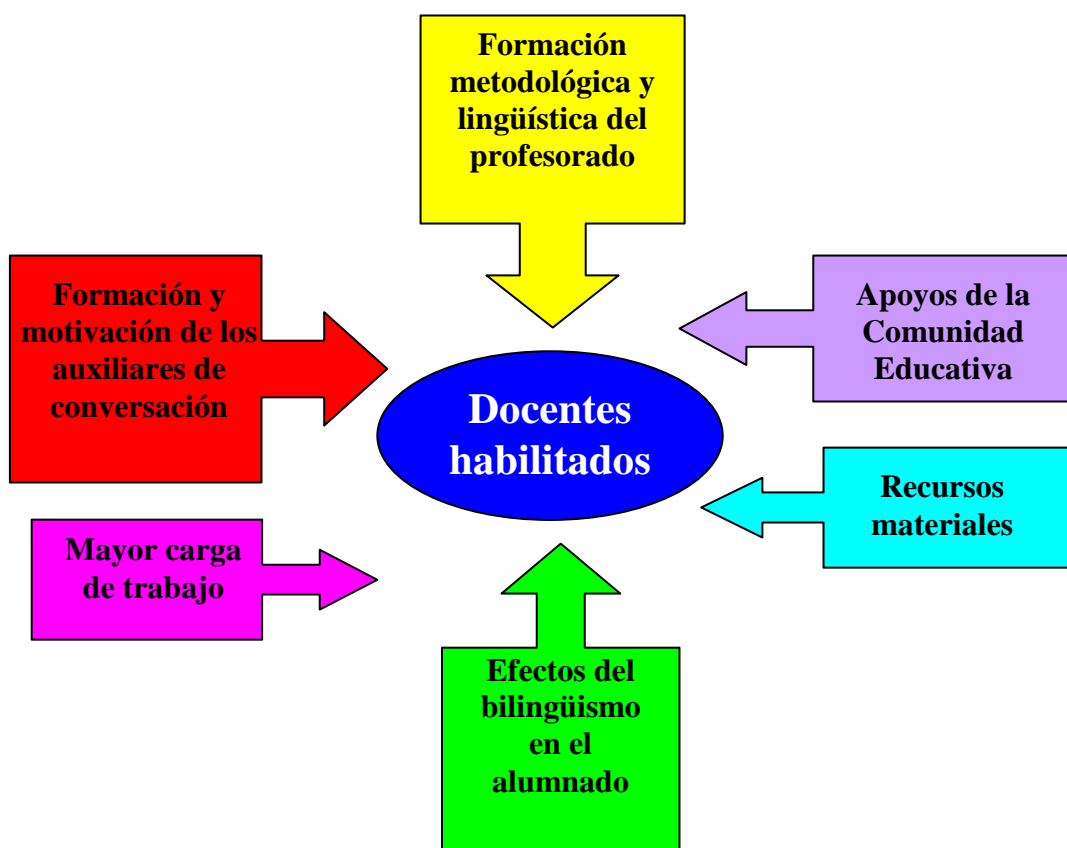 Formación
metodológica y
lingüística del
profesorado
Formación y
motivación de los
auxiliares de
conversación
Apoyos de la
Comunidad
Educativa
Docentes
habilitados
Recursos
materiales
Mayor carga
de trabajo
Efectos del
bilingüismo
en el
alumnado